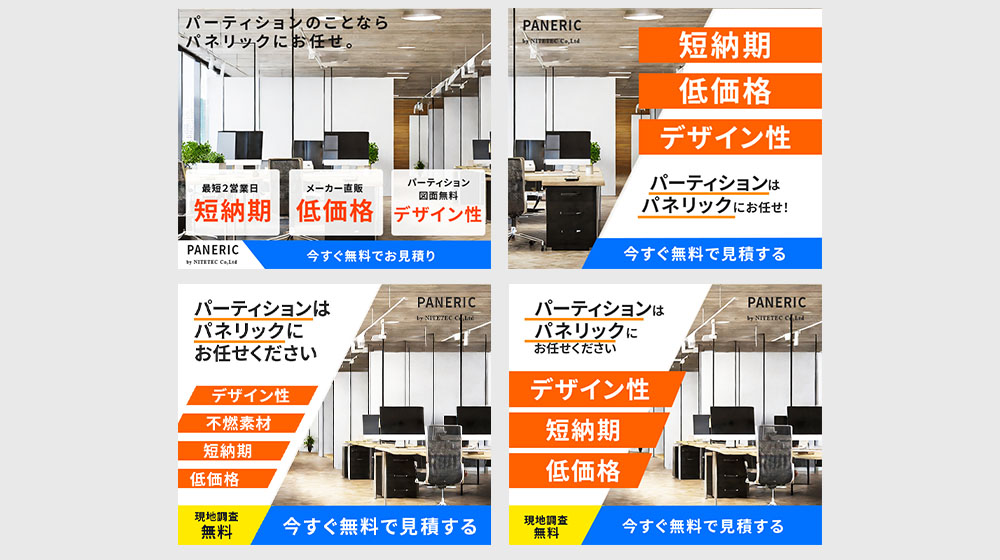 パーティションのことなら
パネリックにお任せ。
最短2営業日
短納期
メーカー直販
低価格
パーティション
図面無料
デザイン性
PANERIC
by NITETEC Co,Ltd
今すぐ無料でお見積り
PANERIC
by NITETEC Co,Ltd
短納期
低価格
デザイン性
パーティションは
パネリックにお任せ!
今すぐ無料で見積する
パーティションは
パネリックに
お任せください
PANERIC
by NITETEC Co,Ltd
デザイン性
不燃素材
短納期
低価格
現地調査
無料
今すぐ無料で見積する
パーティションは
パネリックに
お任せください
PANERIC
by NITETEC Co,Ltd
デザイン性
短納期
低価格
現地調査
無料
今すぐ無料で見積する